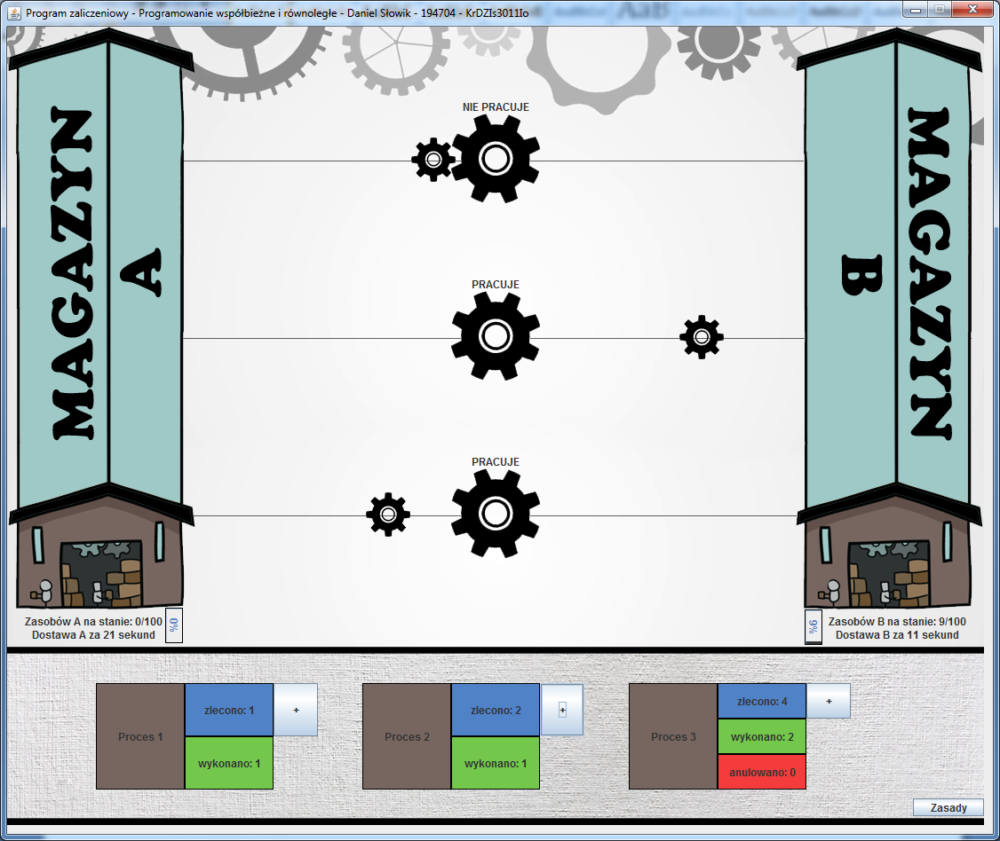 Program zaliczeniowy - Programowanie współbieżne i równoległe - Daniel Słowik - 194704 - KrDZIs3011Io
MAGAZYN
A
MAGAZYN
B
NIE PRACUJE
PRACUJE
PRACUJE
Zasobów A na stanie: 0/100
Dostawa A za 21 sekund
0%
9%
Zasobów B na stanie: 9/100
Dostawa B za 11 sekund
Proces 1
zlecono: 1
+
wykonano: 1
Proces 2
zlecono: 2
+
wykonano: 1
Proces 3
zlecono: 4
+
wykonano: 2
anulowano: 0
Zasady